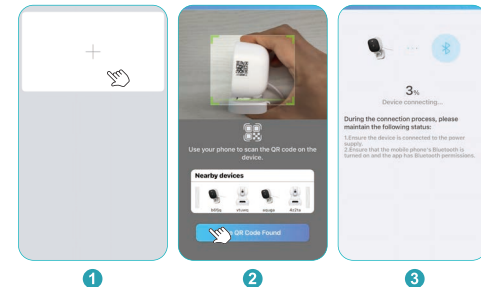 Use your phone to scan the QR code on the
device.
Nearby devices
QR Code Found
3%
Device connecting...
During the connection process, please
maintain the following status:
1.Ensure the device is connected to the power
supply.
2.Ensure that the mobile phone's Bluetooth is
turned on and the app has Bluetooth permissions.
1
2
3